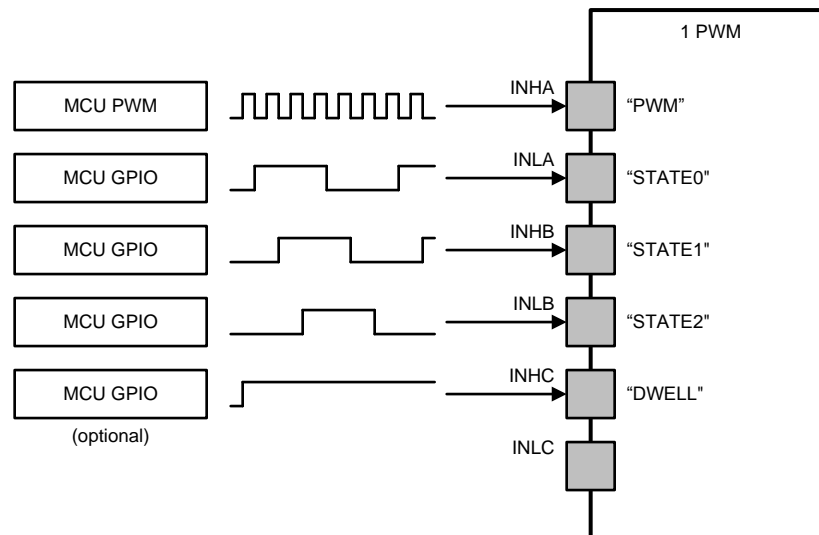 1 PWM
MCU PWM INHA “PWM”
MCU GPIO INLA “STATE0"
MCU GPIO INHB “STATE1"
MCU GPIO INLB “STATE2"
MCU GPIO INHC “DWELL"
(optional)
INLC